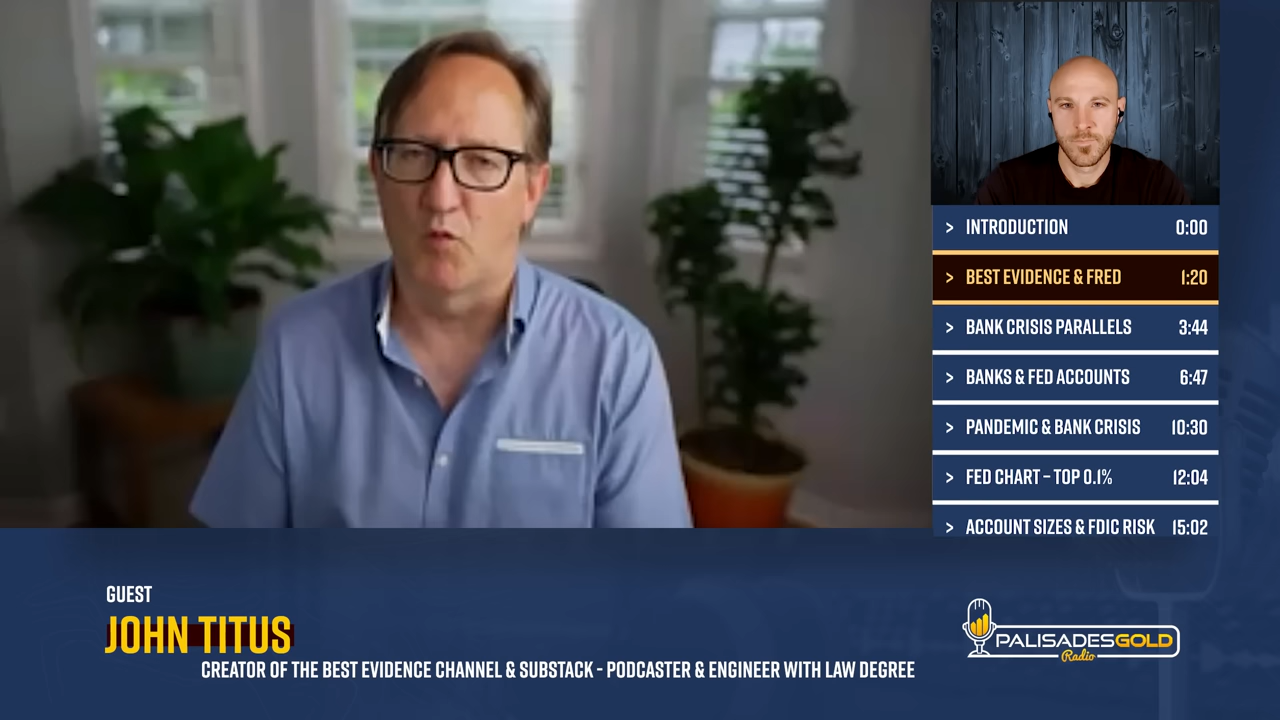 > INTRODUCTION 0:00
> BEST EVIDENCE & FRED 1:20
> BANK CRISIS PARALLELS 3:44
> BANKS & FED ACCOUNTS 6:47
> PANDEMIC & BANK CRISIS 10:30
> FED CHART - TOP 0.1% 12:04
ACCOUNT SIZES & FDIC RISK 15:02
GUEST
JOHN TITUS
CREATOR OF THE BEST EVIDENCE CHANNEL & SUBSTACK - PODCASTER & ENGINEER WITH LAW DEGREE
PALISADESGOLD
Radio